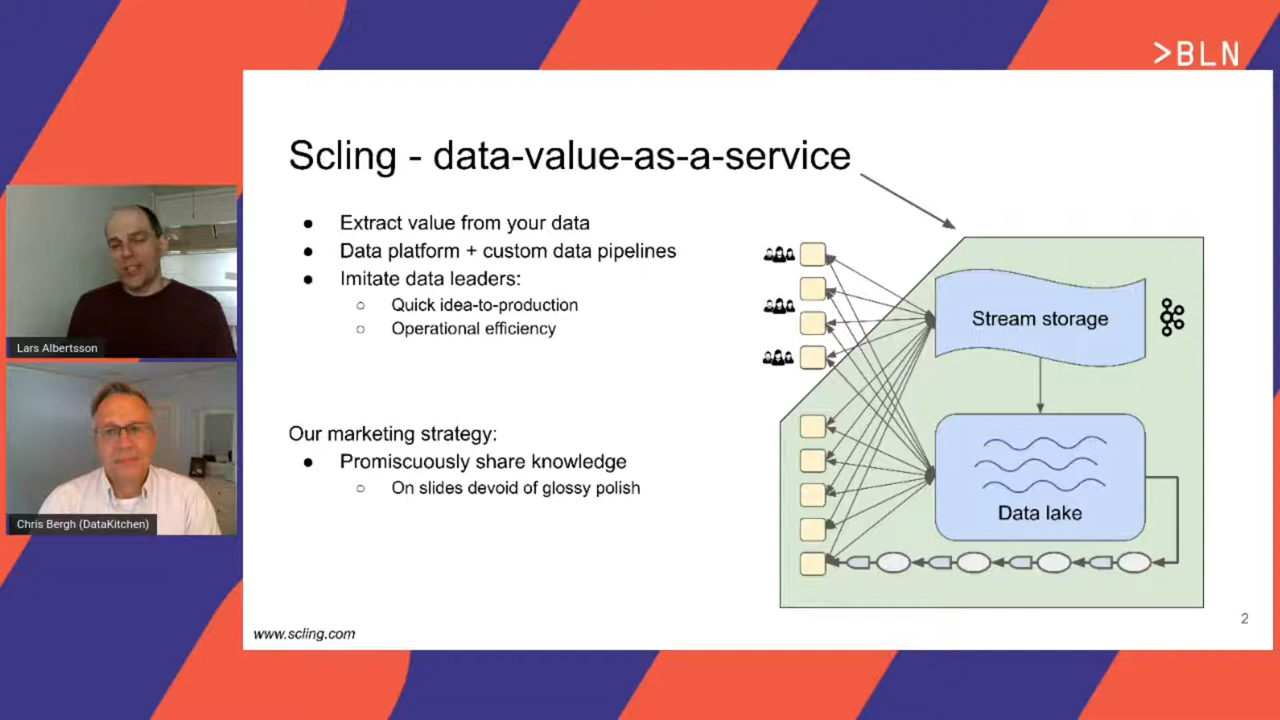 >BLN
Scling - data-value-as-a-service
● Extract value from your data
● Data platform + custom data pipelines
● Imitate data leaders:
○ Quick idea-to-production
○ Operational efficiency
Our marketing strategy:
● Promiscuously share knowledge
○ On slides devoid of glossy polish
Stream storage
Data lake
www.scling.com
2
Lars Albertsson
Chris Bergh (DataKitchen)